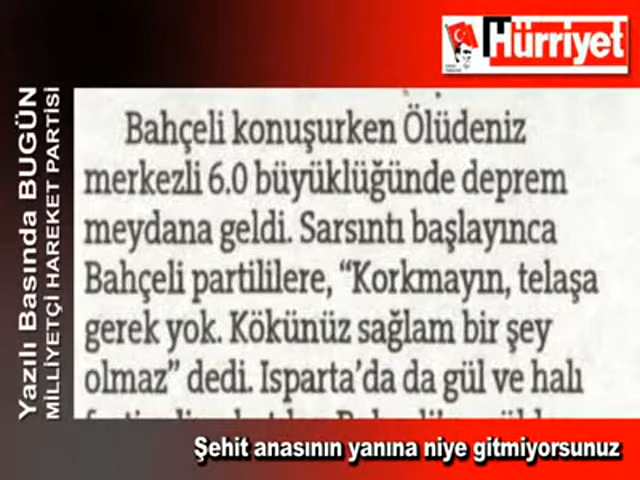 Hürriyet
Yazılı Basında BUGÜN
MİLLİYETÇİ HAREKET PARTİSİ
Bahçeli konuşurken Ölüdeniz
merkezli 6.0 büyüklüğünde deprem
meydana geldi. Sarsıntı başlayınca
Bahçeli partililere, “Korkmayın, telaşa
gerek yok. Kökünüz sağlam bir şey
olmaz” dedi. Isparta’da da gül ve halı
Şehit anasının yanına niye gitmiyorsunuz